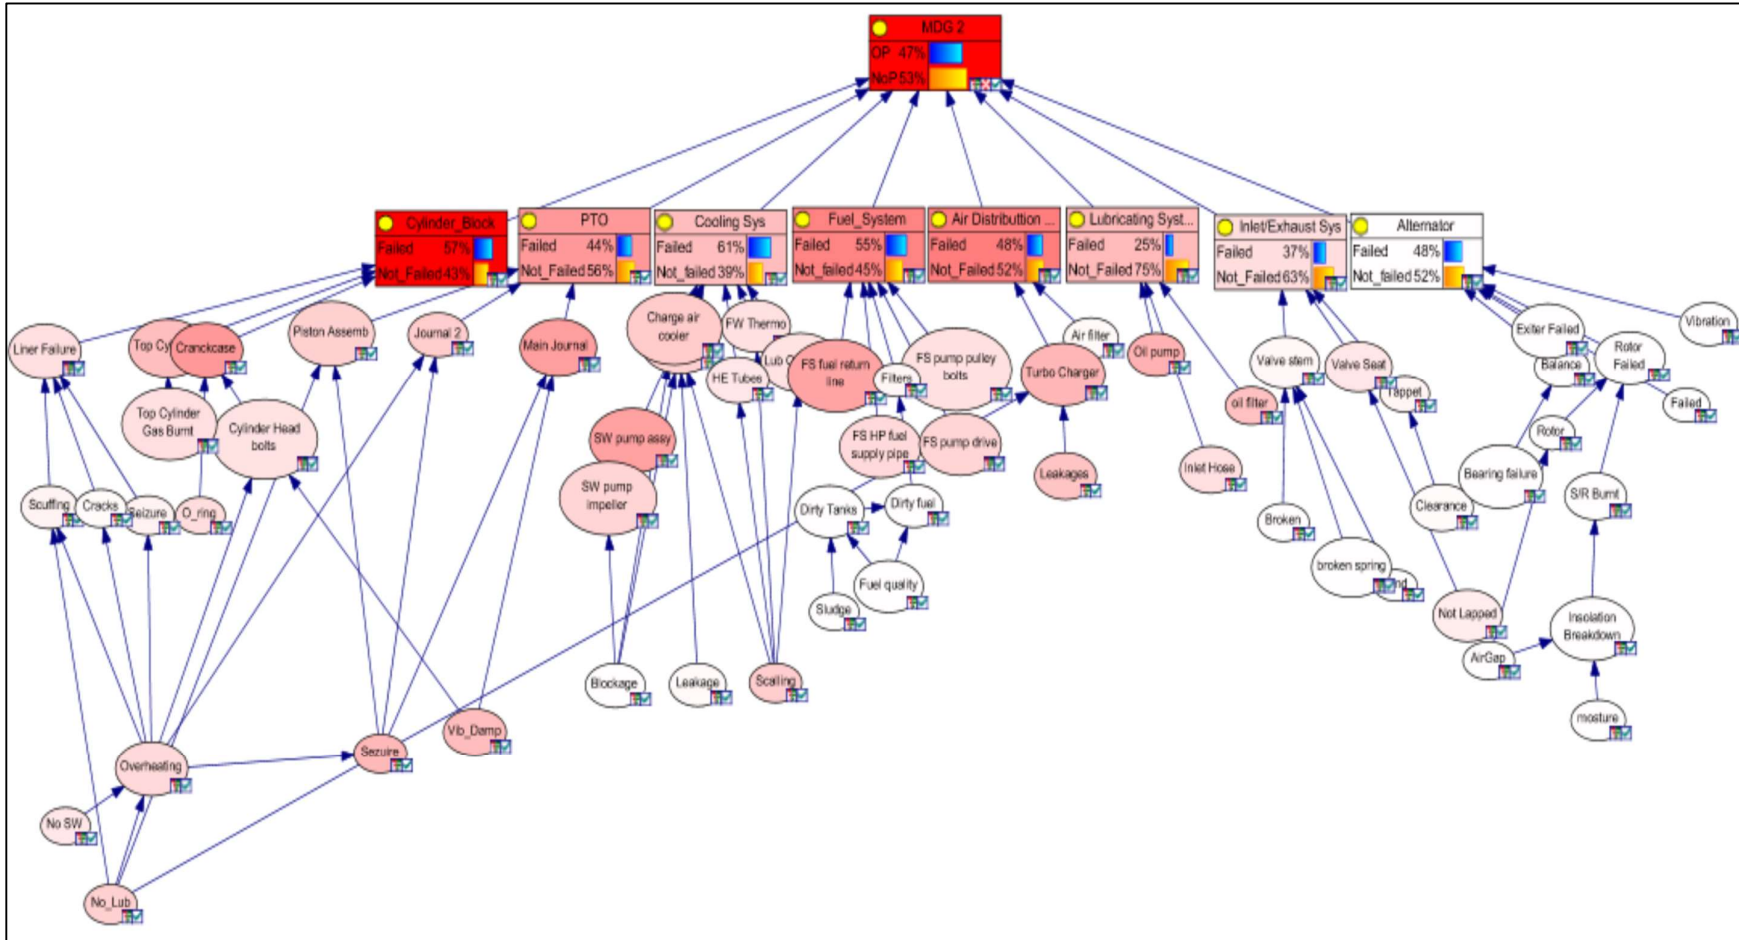 MDG 2
OP 47%
NoP 53%
Cylinder_Block
Failed 57%
Not_Failed 43%
PTO
Failed 44%
Not_Failed 56%
Cooling Sys
Failed 61%
Not_failed 39%
Fuel_System
Failed 55%
Not_failed 45%
Air Distributtion ...
Failed 48%
Not_Failed 52%
Lubricating Syst...
Failed 25%
Not_Failed 75%
Inlet/Exhaust Sys
Failed 37%
Not_Failed 63%
Alternator
Failed 48%
Not_failed 52%
Liner Failure
Top Cy
Cranckcase
Piston Assemb
Journal 2
Main Journal
Charge air
cooler
FW Thermo
Lub
HE Tubes
FS fuel return
line
Filters
FS pump pulley
bolts
Air filter
Turbo Charger
Oil pump
oil filter
Valve stem
Valve Seat
Tappet
Exiter Failed
Balance
Rotor
Failed
Vibration
Failed
Top Cylinder
Gas Burnt
Cylinder Head
bolts
SW pump assy
SW pump
impeller
FS HP fuel
supply pipe
FS pump drive
Leakages
Inlet Hose
Rotor
Bearing failure
Scuffing
Cracks
Seizure
O_ring
Dirty Tanks
Dirty fuel
Broken
Clearance
S/R Burnt
broken spring
Fuel quality
Sludge
Not Lapped
Insolation
Breakdown
AirGap
Blockage
Leakage
Scalling
mosture
Vib_Damp
Sezuire
Overheating
No SW
No_Lub